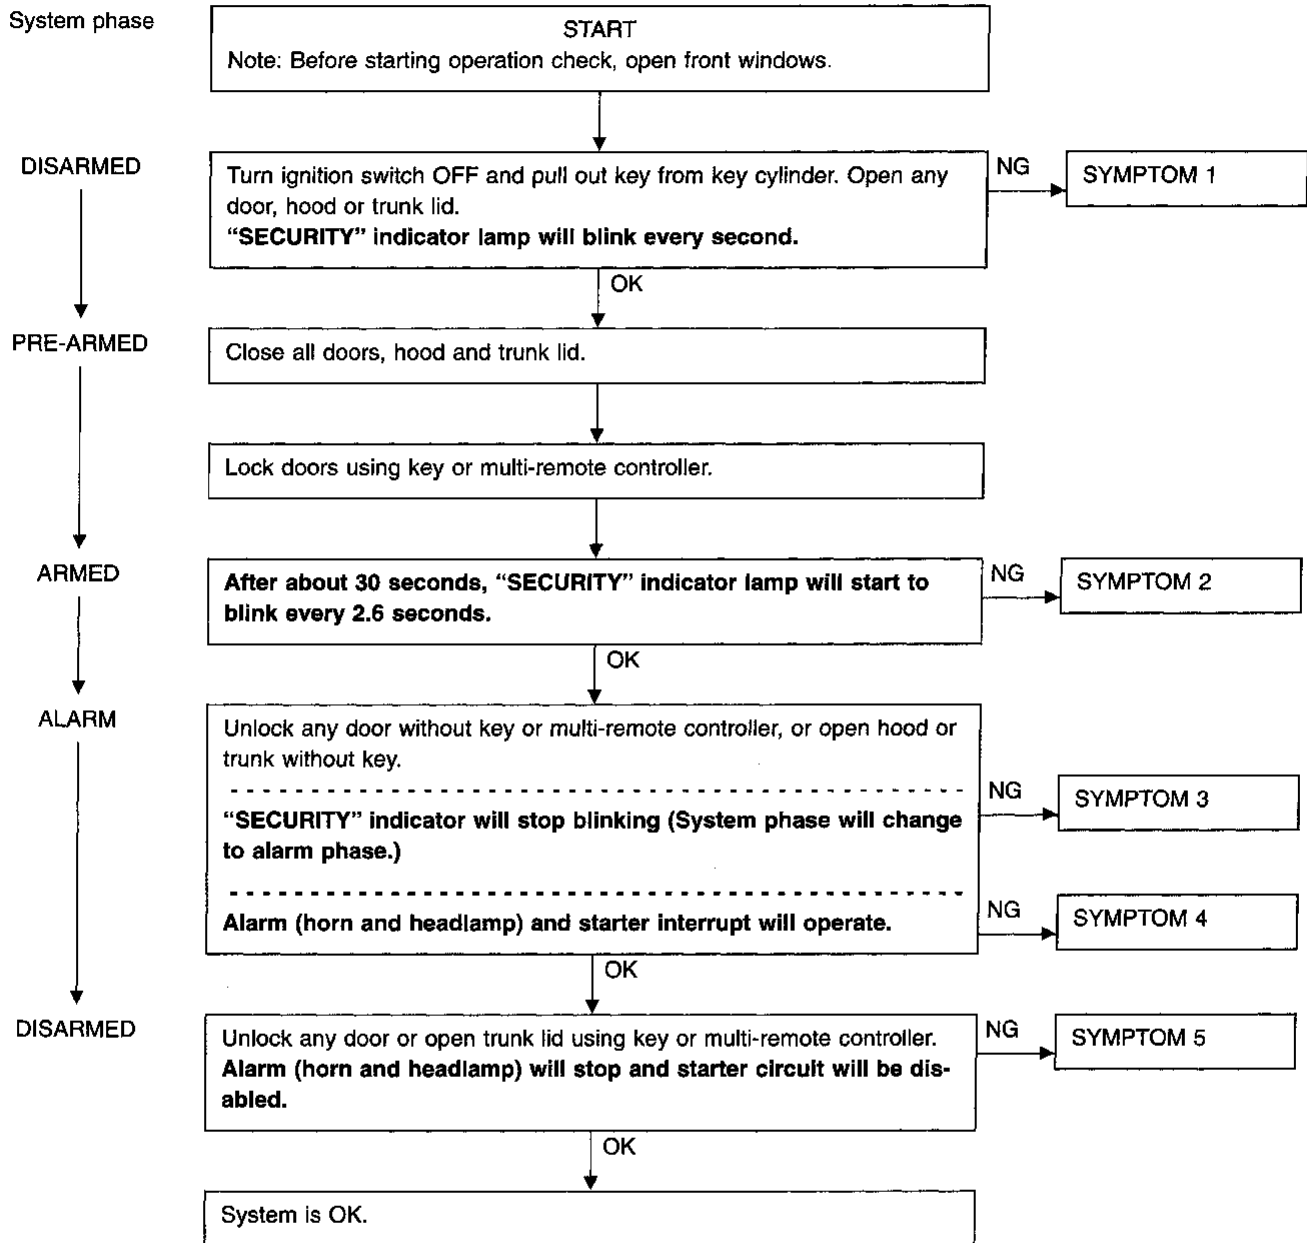 System phase
START
Note: Before starting operation check, open front windows.
DISARMED
Turn ignition switch OFF and pull out key from key cylinder. Open any
door, hood or trunk lid.
“SECURITY” indicator lamp will blink every second.
NG
SYMPTOM 1
OK
PRE-ARMED
Close all doors, hood and trunk lid.
Lock doors using key or multi-remote controller.
ARMED
After about 30 seconds, “SECURITY” indicator lamp will start to
blink every 2.6 seconds.
NG
SYMPTOM 2
OK
ALARM
Unlock any door without key or multi-remote controller, or open hood or
trunk without key.
“SECURITY” indicator will stop blinking (System phase will change
to alarm phase.)
NG
SYMPTOM 3
Alarm (horn and headlamp) and starter interrupt will operate.
NG
SYMPTOM 4
OK
DISARMED
Unlock any door or open trunk lid using key or multi-remote controller.
Alarm (horn and headlamp) will stop and starter circuit will be dis-
abled.
NG
SYMPTOM 5
OK
System is OK.